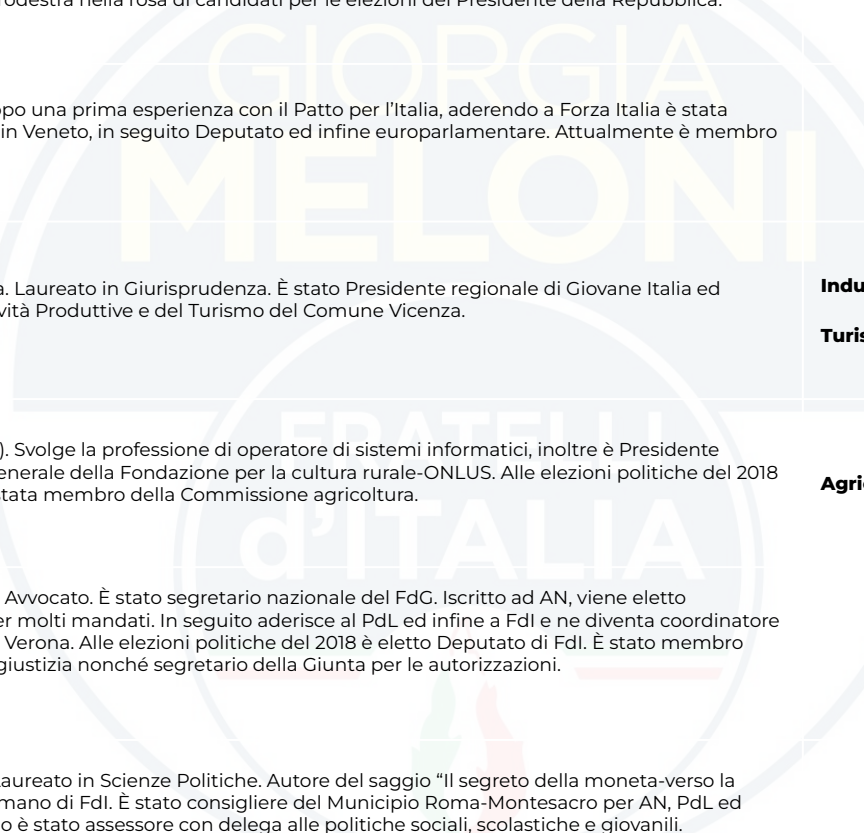 nella rosa di candidati per le elezioni del Presidente della Repubblica.
GIORGIA
una prima esperienza con il Patto per l’Italia, aderendo a Forza Italia è stata
in Veneto, in seguito Deputato ed infine europarlamentare. Attualmente è membro
MELONI
. Laureato in Giurisprudenza. È stato Presidente regionale di Giovane Italia ed
Produttive e del Turismo del Comune Vicenza.
Indu
Turis
FRATELLI
). Svolge la professione di operatore di sistemi informatici, inoltre è Presidente
enerale della Fondazione per la cultura rurale-ONLUS. Alle elezioni politiche del 2018
stata membro della Commissione agricoltura.
Agri
d’ITALIA
Avvocato. È stato segretario nazionale del FdG. Iscritto ad AN, viene eletto
er molti mandati. In seguito aderisce al PdL ed infine a FdI e ne diventa coordinatore
Verona. Alle elezioni politiche del 2018 è eletto Deputato di FdI. È stato membro
giustizia nonché segretario della Giunta per le autorizzazioni.
Laureato in Scienze Politiche. Autore del saggio “Il segreto della moneta-verso la
mano di FdI. È stato consigliere del Municipio Roma-Montesacro per AN, PdL ed
o è stato assessore con delega alle politiche sociali, scolastiche e giovanili.